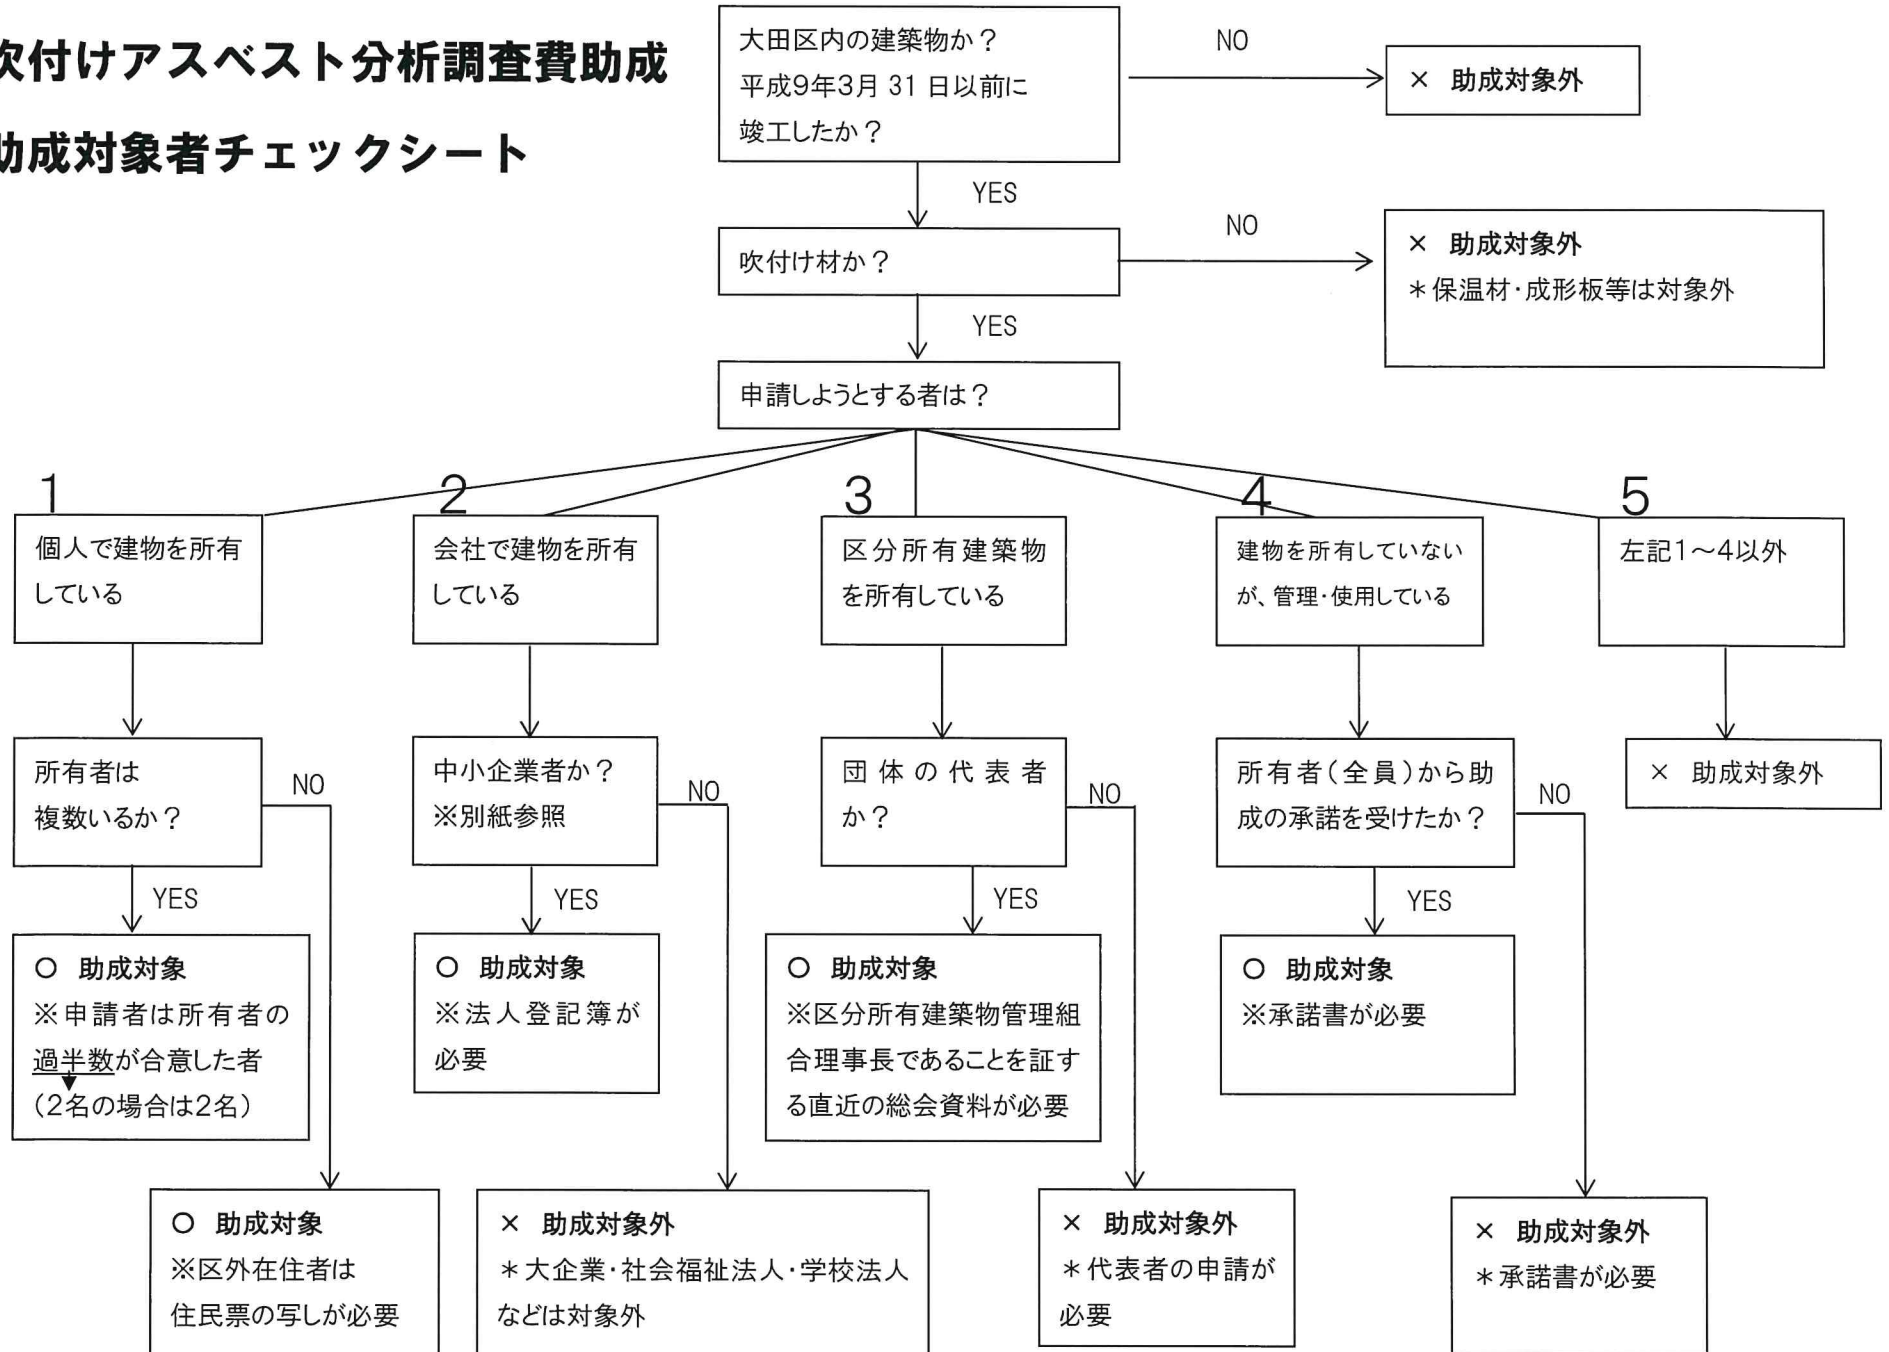 吹付けアスベスト分析調査費助成
助成対象者チェックシート
大田区内の建築物か？
平成9年3月 31 日以前に
竣工したか？
NO
× 助成対象外
YES
吹付け材か？
NO
× 助成対象外
＊保温材・成形板等は対象外
YES
申請しようとする者は？
1
個人で建物を所有
している
2
会社で建物を所有
している
3
区分所有建築物
を所有している
4
建物を所有していない
が、管理・使用している
5
左記1～4以外
所有者は
複数いるか？
NO
中小企業者か？
※別紙参照
NO
団体の代表者
か？
NO
所有者（全員）から助
成の承諾を受けたか？
NO
× 助成対象外
YES
YES
YES
YES
○ 助成対象
※申請者は所有者の
過半数が合意した者
（2名の場合は2名）
○ 助成対象
※法人登記簿が
必要
○ 助成対象
※区分所有建築物管理組
合理事長であることを証す
る直近の総会資料が必要
○ 助成対象
※承諾書が必要
○ 助成対象
※区外在住者は
住民票の写しが必要
× 助成対象外
＊大企業・社会福祉法人・学校法人
などは対象外
× 助成対象外
＊代表者の申請が
必要
× 助成対象外
＊承諾書が必要